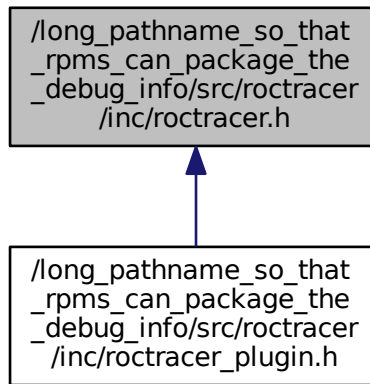 /long_pathname_so_that
_rpms_can_package_the
_debug_info/src/roctracer
/inc/roctracer.h
/long_pathname_so_that
_rpms_can_package_the
_debug_info/src/roctracer
/inc/roctracer_plugin.h